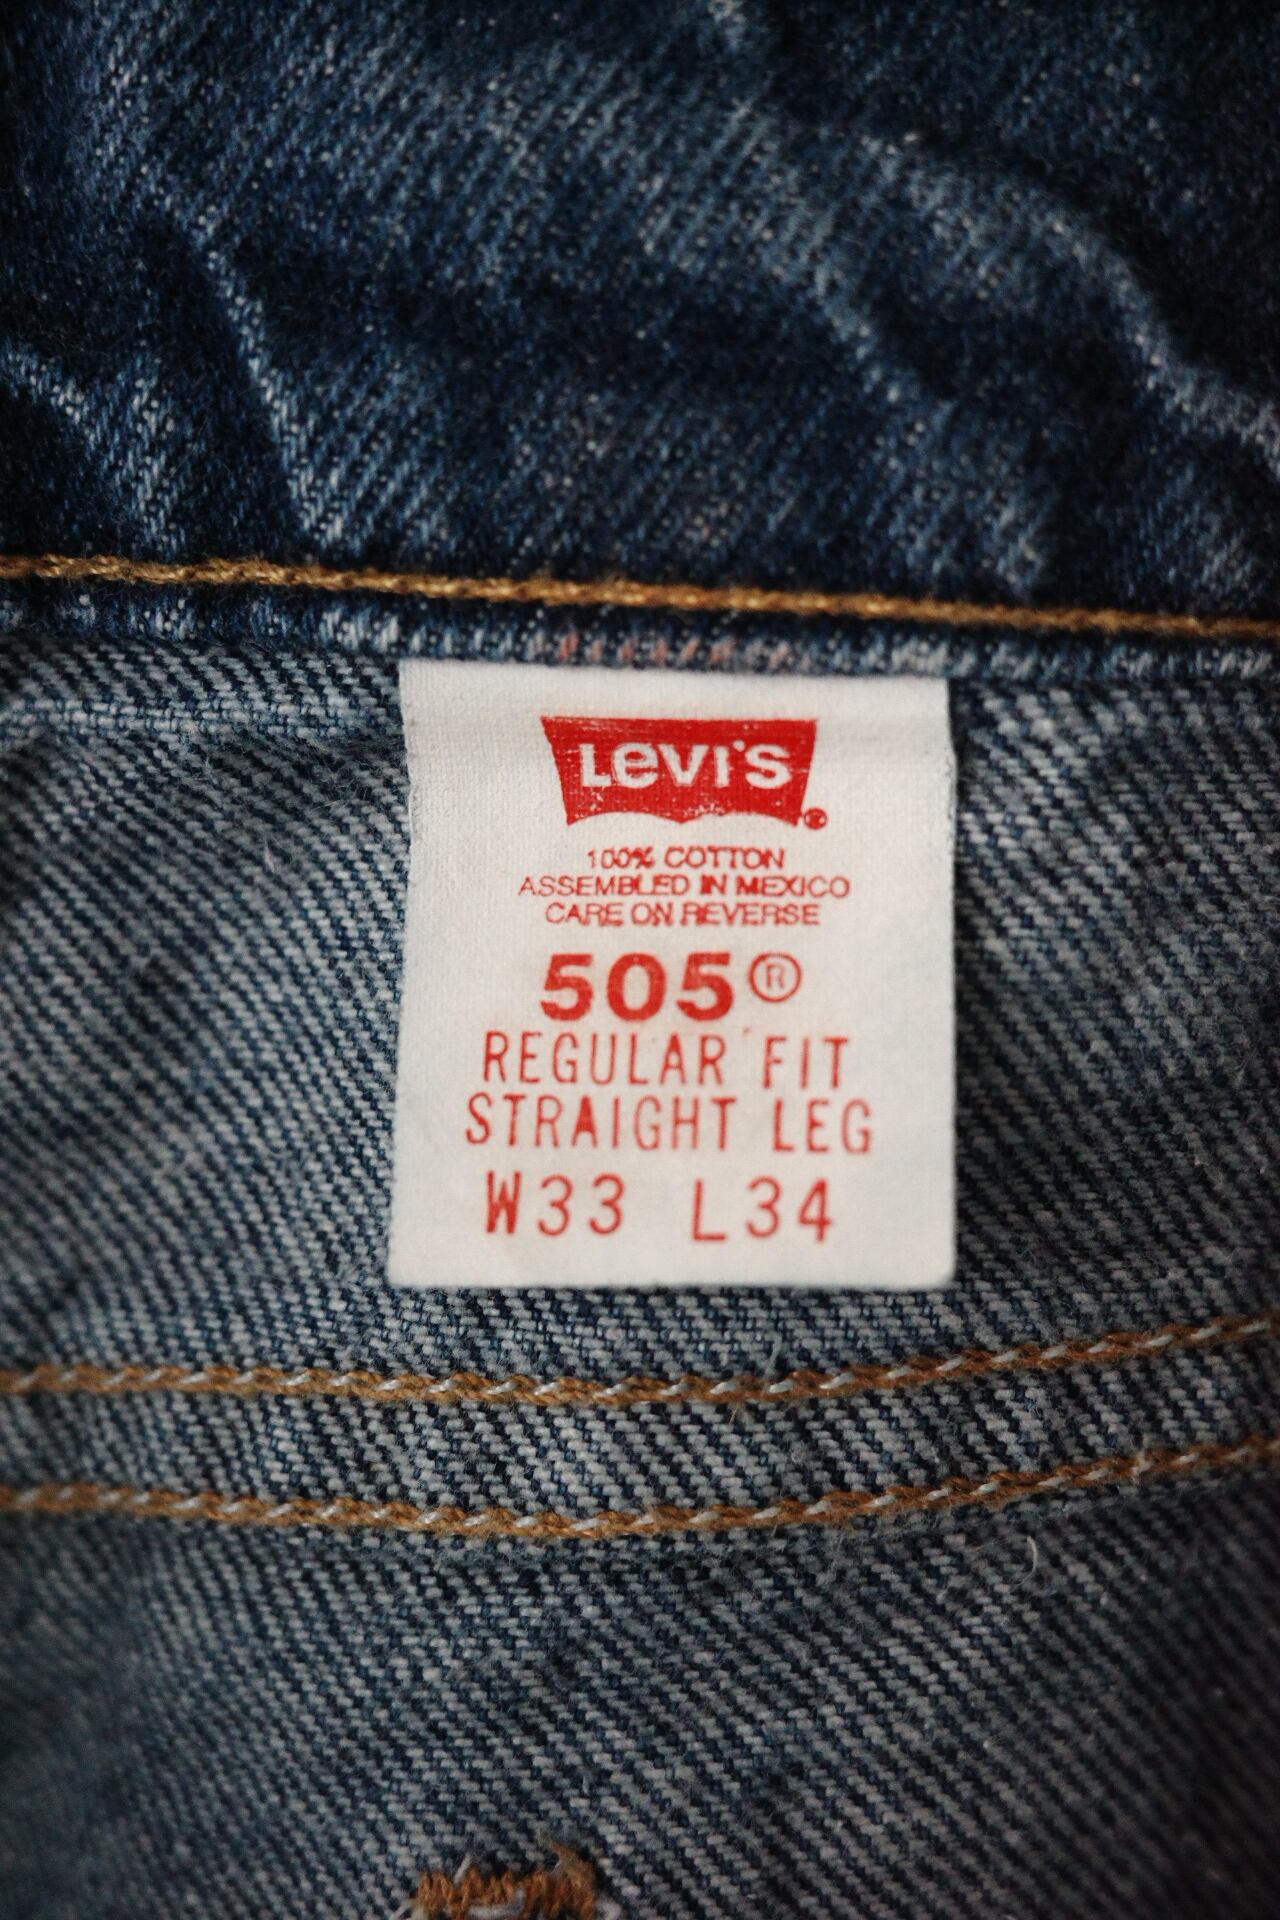 Levi's®
100% COTTON
ASSEMBLED IN MEXICO
CARE ON REVERSE
505®
REGULAR FIT
STRAIGHT LEG
W33 L34